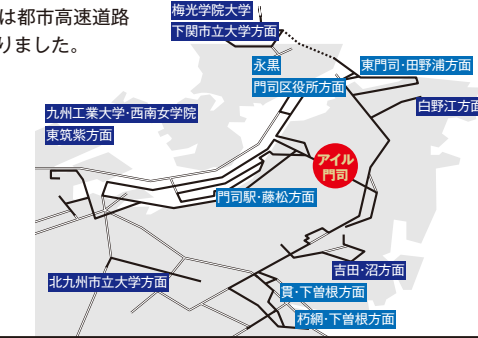 は都市高速道路
りました。
梅光学院大学
下関市立大学方面
永黒
門司区役所方面
東門司・田野浦方面
白野江方面
九州工業大学・西南女学院
東筑紫方面
アイル
門司
門司駅・藤松方面
吉田・沼方面
北九州市立大学方面
貫・下曽根方面
朽網・下曽根方面